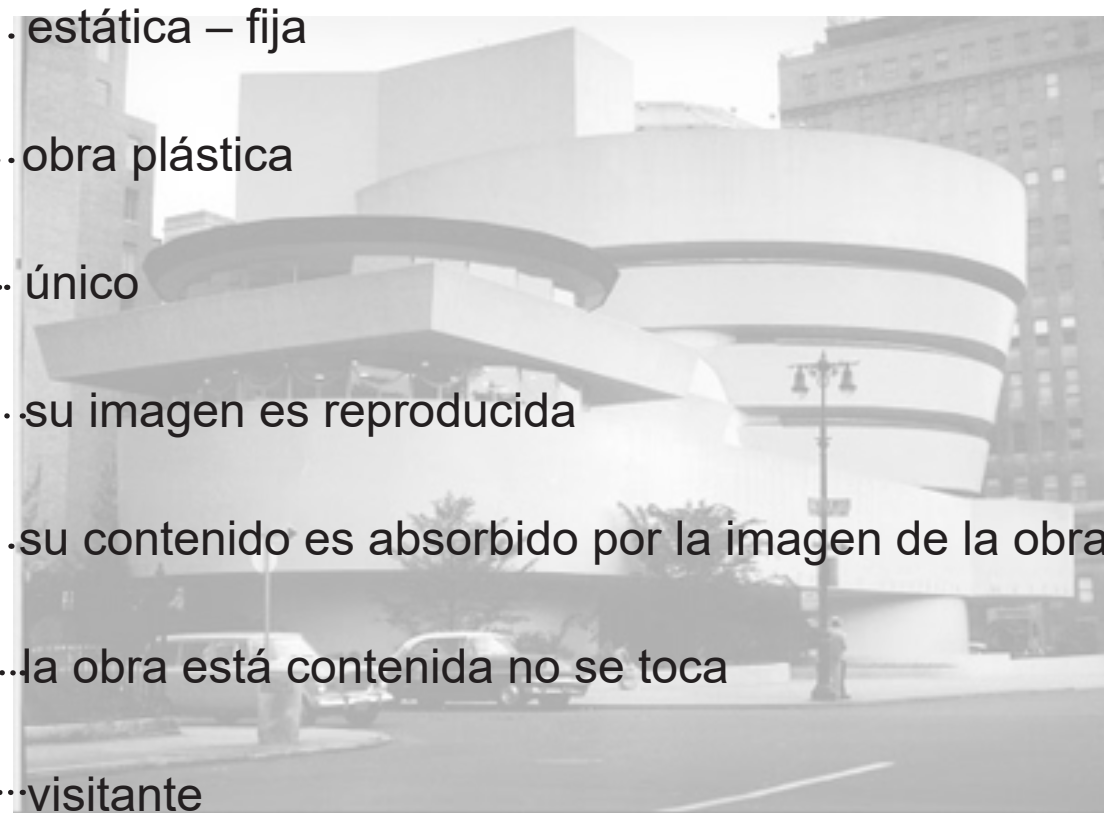 . estática – fija
..obra plástica
.. único
..su imagen es reproducida
.su contenido es absorbido por la imagen de la obra
...la obra está contenida no se toca
...visitante